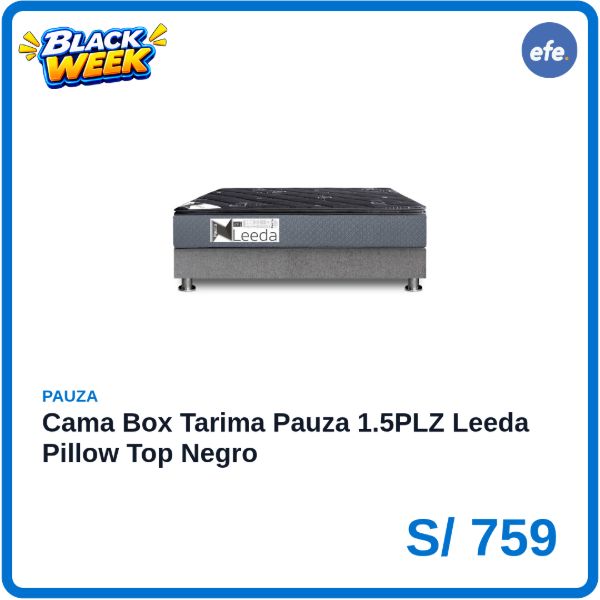 BLACK
WEEK
efe.
Leeda
PAUZA
Cama Box Tarima Pauza 1.5PLZ Leeda
Pillow Top Negro
S/ 759